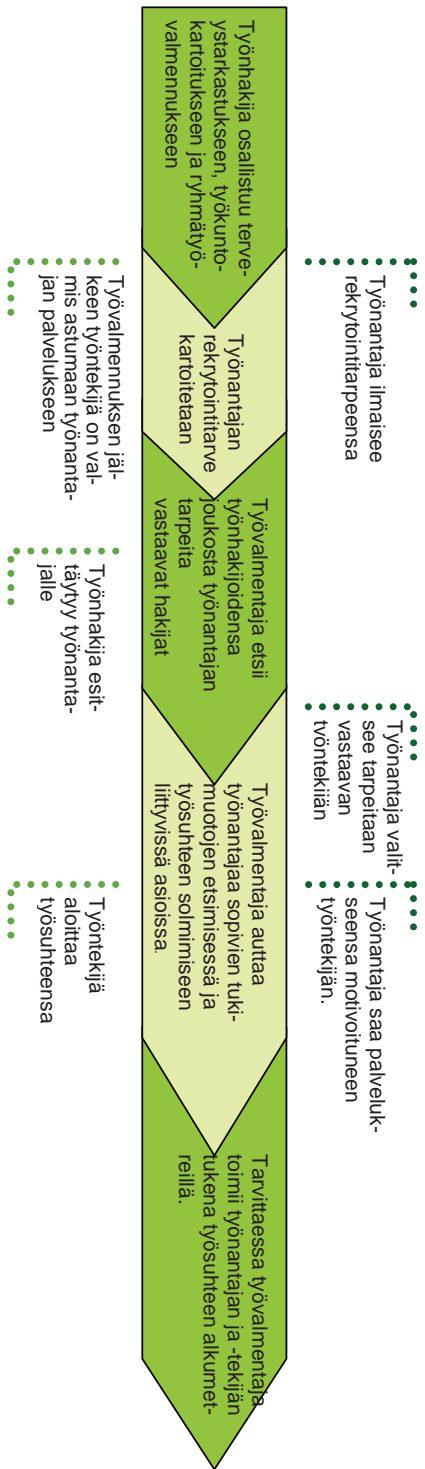 Työnantaja ilmaisee
rekrytointitarpeensa
Työnantaja valit-
see tarpeitaan
vastaavan
työntekijän
Työnantaja saa palveluk-
seensa motivoituneen
työntekijän.
Työnhakija osallistuu terve-
ystarkastukseen, työkunto-
kartoitukseen ja ryhmätyö-
valmennukseen
Työnantajan
rekrytointitarve
kartoitetaan
Työvalmentaja etsii
työnhakijoidensa
joukosta työnantajan
tarpeita
vastaavat hakijat
Työvalmentaja auttaa
työnantajaa sopivien tuki-
muotojen etsimisessä ja
työsuhteen solmimiseen
liittyvissä asioissa.
Tarvittaessa työvalmentaja
toimii työnantajan ja -tekijän
tukena työsuhteen alkumet-
reillä.
Työvalmennuksen jäl-
keen työntekijä on val-
mis astumaan työnanta-
jan palvelukseen
Työnhakija esit-
täytyy työnanta-
jalle
Työntekijä
aloittaa
työsuhteensa